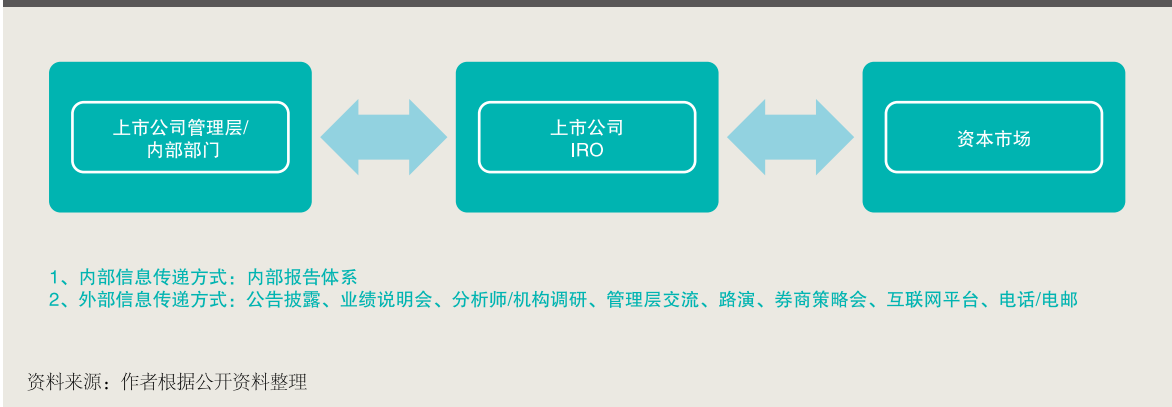 上市公司管理层/
内部部门
上市公司
IRO
资本市场
1、内部信息传递方式：内部报告体系
2、外部信息传递方式：公告披露、业绩说明会、分析师/机构调研、管理层交流、路演、券商策略会、互联网平台、电话/电邮
资料来源：作者根据公开资料整理